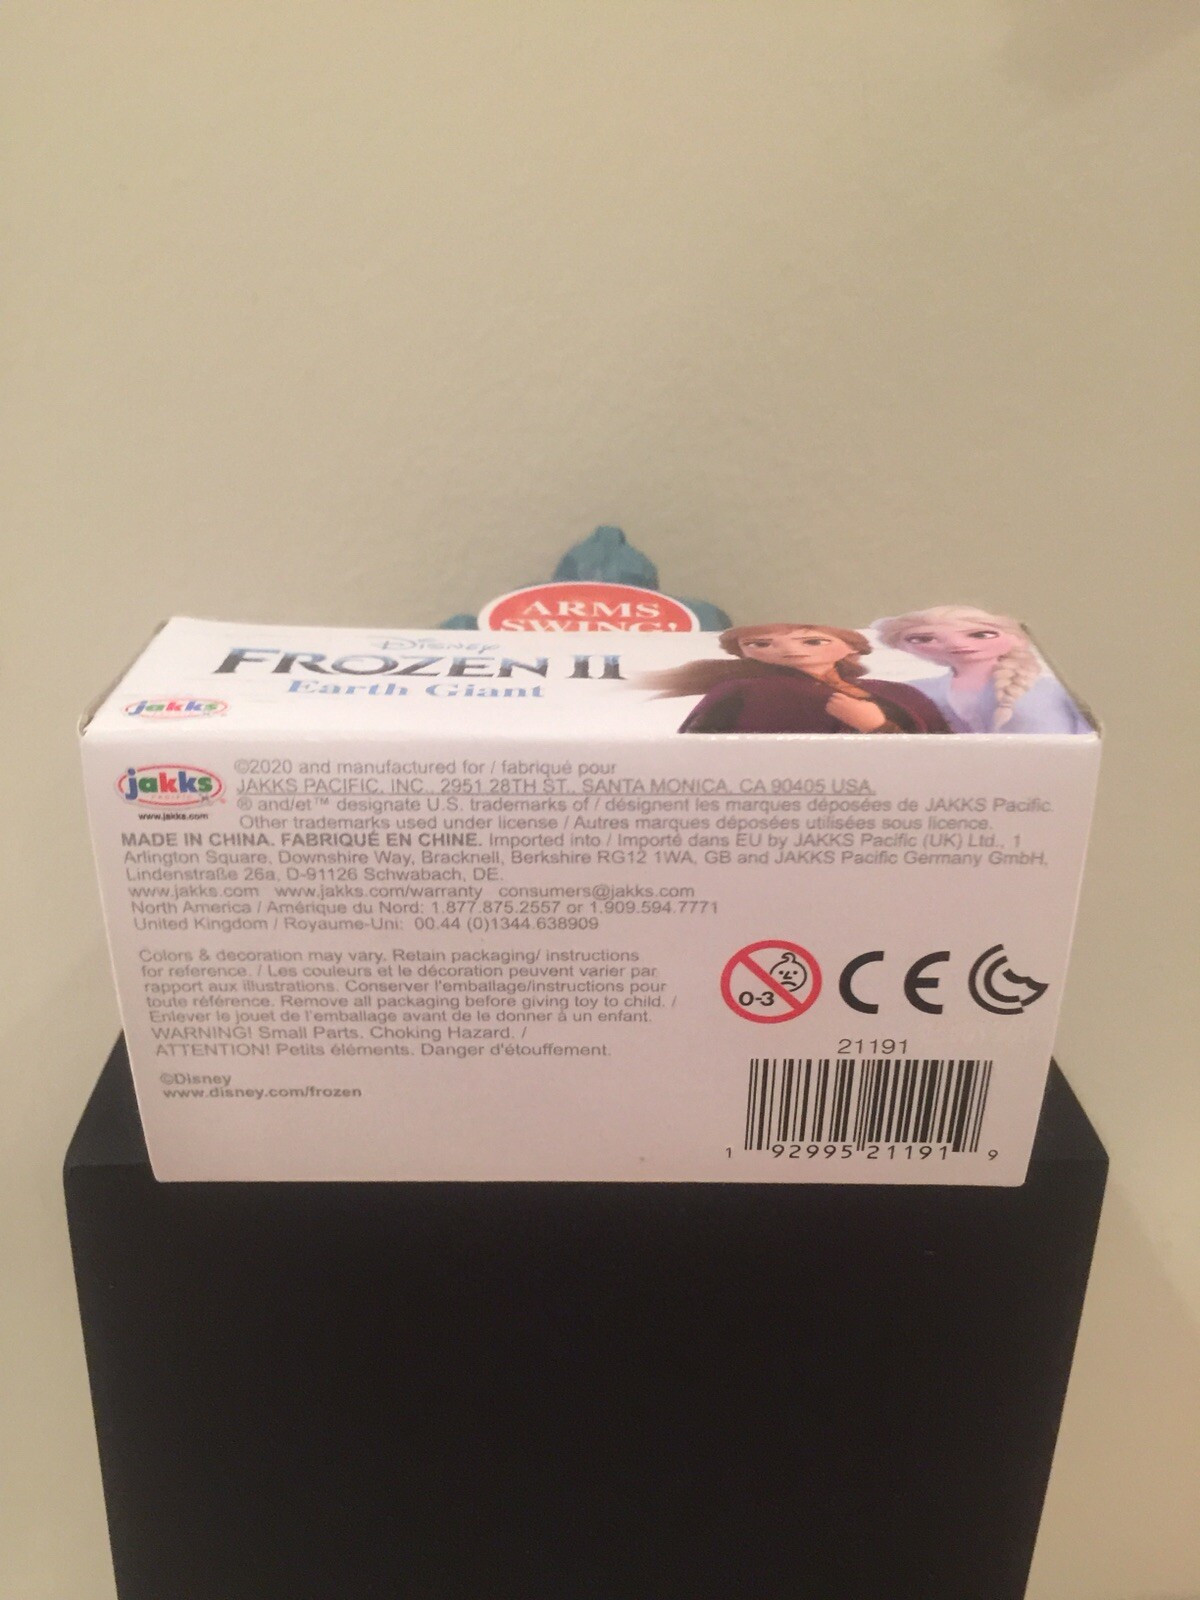 ARMS
SWING!
Disney
FROZEN II
Earth Giant
jakks
jakks
PACIFIC
www.jakks.com
©2020 and manufactured for / fabriqué pour
JAKKS PACIFIC, INC., 2951 28TH ST., SANTA MONICA, CA 90405 USA.
® and/et™ designate U.S. trademarks of / désignent les marques déposées de JAKKS Pacific.
Other trademarks used under license / Autres marques déposées utilisées sous licence.
MADE IN CHINA. FABRIQUÉ EN CHINE. Imported into / Importé dans EU by JAKKS Pacific (UK) Ltd., 1
Arlington Square, Downshire Way, Bracknell, Berkshire RG12 1WA, GB and JAKKS Pacific Germany GmbH,
Lindenstraße 26a, D-91126 Schwabach, DE.
www.jakks.com www.jakks.com/warranty consumers@jakks.com
North America / Amérique du Nord: 1.877.875.2557 or 1.909.594.7771
United Kingdom / Royaume-Uni: 00.44 (0)1344.638909
Colors & decoration may vary. Retain packaging/ instructions
for reference. / Les couleurs et le décoration peuvent varier par
rapport aux illustrations. Conserver l'emballage/instructions pour
toute référence. Remove all packaging before giving toy to child. /
Enlever le jouet de l'emballage avant de le donner à un enfant.
WARNING! Small Parts. Choking Hazard. /
ATTENTION! Petits éléments. Danger d'étouffement.
©Disney
www.disney.com/frozen
0-3
CE
21191
1 92995 21191 9